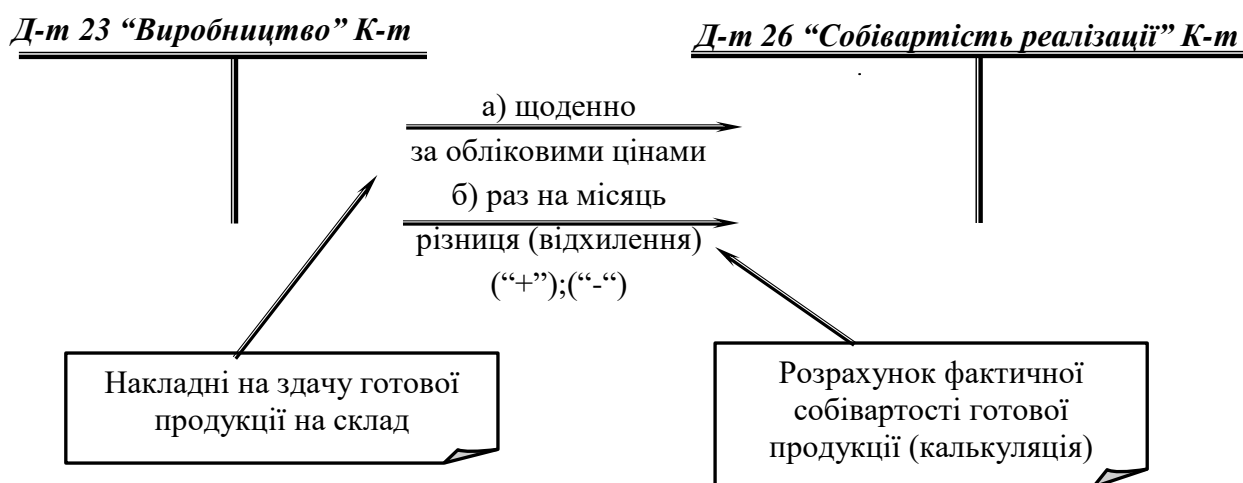 Д-т 23 “Виробництво” К-т
Д-т 26 “Собівартість реалізації” К-т
а) щоденно
за обліковими цінами
б) раз на місяць
різниця (відхилення)
(“+”);(“-“)
Накладні на здачу готової
продукції на склад
Розрахунок фактичної
собівартості готової
продукції (калькуляція)